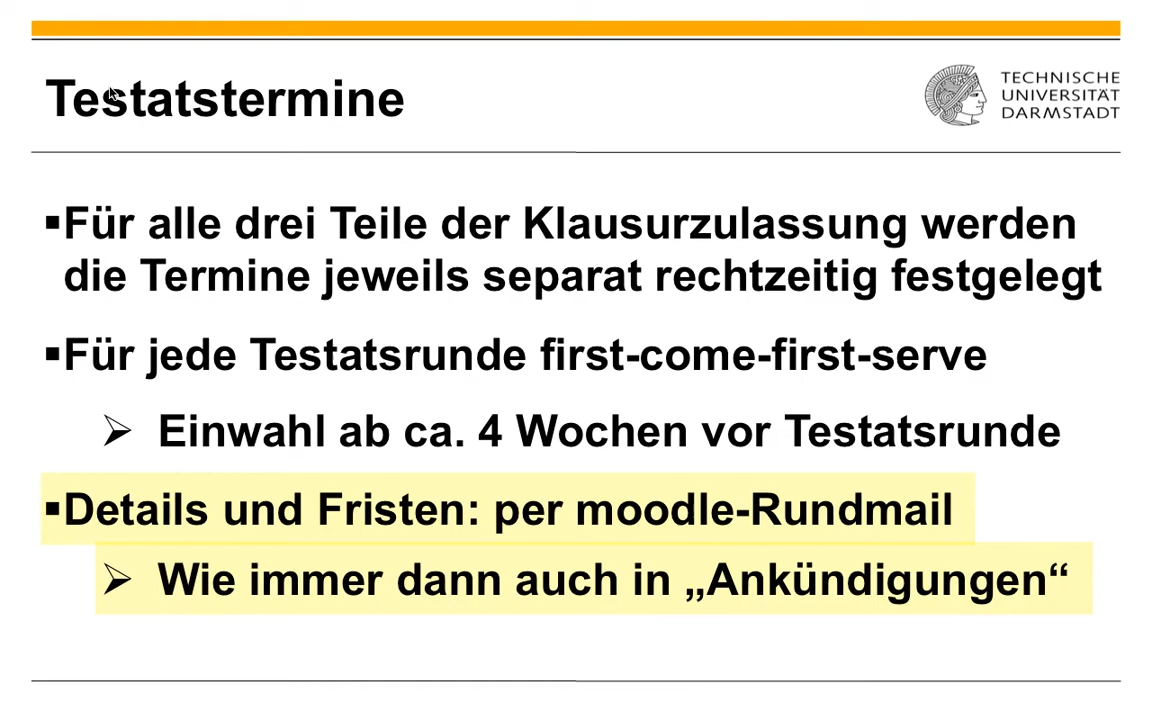 Testatstermine
TECHNISCHE
UNIVERSITÄT
DARMSTADT
▪Für alle drei Teile der Klausurzulassung werden
die Termine jeweils separat rechtzeitig festgelegt
▪Für jede Testatsrunde first-come-first-serve
➢ Einwahl ab ca. 4 Wochen vor Testatsrunde
▪Details und Fristen: per moodle-Rundmail
➢ Wie immer dann auch in „Ankündigungen“